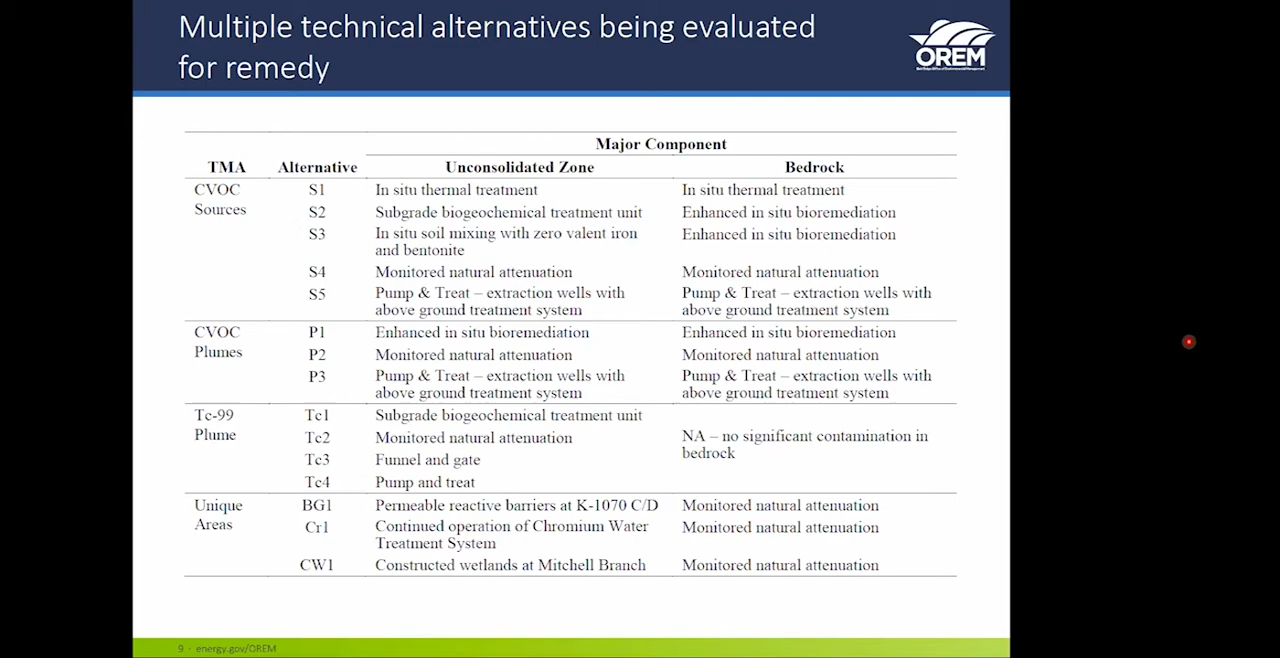 Multiple technical alternatives being evaluated
for remedy
OREM
Major Component
TMA Alternative Unconsolidated Zone Bedrock
CVOC S1 In situ thermal treatment In situ thermal treatment
Sources S2 Subgrade biogeochemical treatment unit Enhanced in situ bioremediation
S3 In situ soil mixing with zero valent iron Enhanced in situ bioremediation
and bentonite
S4 Monitored natural attenuation Monitored natural attenuation
S5 Pump & Treat – extraction wells with Pump & Treat – extraction wells with
above ground treatment system above ground treatment system
CVOC P1 Enhanced in situ bioremediation Enhanced in situ bioremediation
Plumes P2 Monitored natural attenuation Monitored natural attenuation
P3 Pump & Treat – extraction wells with Pump & Treat – extraction wells with
above ground treatment system above ground treatment system
Tc-99 Tc1 Subgrade biogeochemical treatment unit
Plume Tc2 Monitored natural attenuation NA – no significant contamination in
bedrock
Tc3 Funnel and gate
Tc4 Pump and treat
Unique BG1 Permeable reactive barriers at K-1070 C/D Monitored natural attenuation
Areas Cr1 Continued operation of Chromium Water Monitored natural attenuation
Treatment System
CW1 Constructed wetlands at Mitchell Branch Monitored natural attenuation
9 · energy.gov/OREM